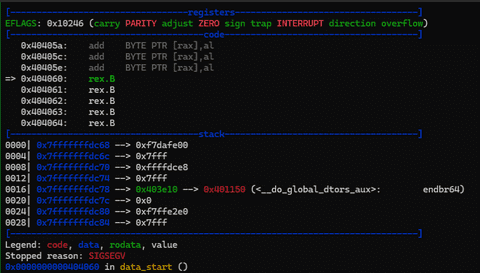 [----------------------------------registers-----------------------------------]
EFLAGS: 0x10246 (carry PARITY adjust ZERO sign trap INTERRUPT direction overflow)
[-------------------------------------code-------------------------------------]
0x40405a: add BYTE PTR [rax],al
0x40405c: add BYTE PTR [rax],al
0x40405e: add BYTE PTR [rax],al
=> 0x404060: rex.B
0x404061: rex.B
0x404062: rex.B
0x404063: rex.B
0x404064: rex.B
[------------------------------------stack-------------------------------------]
0000| 0x7fffffffdc68 --> 0xf7dafe00
0004| 0x7fffffffdc6c --> 0x7fff
0008| 0x7fffffffdc70 --> 0xffffdce8
0012| 0x7fffffffdc74 --> 0x7fff
0016| 0x7fffffffdc78 --> 0x403e10 --> 0x401150 (<__do_global_dtors_aux>: endbr64)
0020| 0x7fffffffdc7c --> 0x0
0024| 0x7fffffffdc80 --> 0xf7ffe2e0
0028| 0x7fffffffdc84 --> 0x7fff
[------------------------------------------------------------------------------]
Legend: code, data, rodata, value
Stopped reason: SIGSEGV
0x0000000000404060 in data_start ()